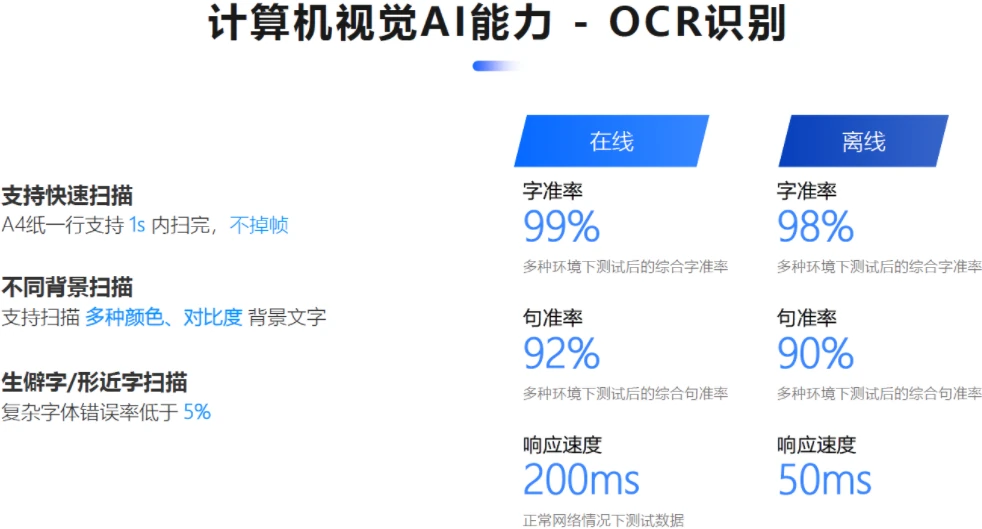 计算机视觉AI能力 - OCR识别
支持快速扫描
A4纸一行支持 1s 内扫完，不掉帧
不同背景扫描
支持扫描 多种颜色、对比度 背景文字
生僻字/形近字扫描
复杂字体错误率低于 5%
在线
字准率
99%
多种环境下测试后的综合字准率
句准率
92%
多种环境下测试后的综合句准率
响应速度
200ms
正常网络情况下测试数据
离线
字准率
98%
多种环境下测试后的综合字准率
句准率
90%
多种环境下测试后的综合句准率
响应速度
50ms